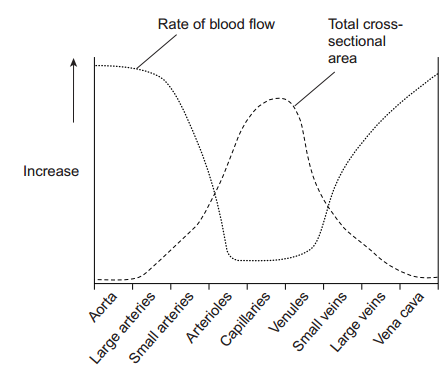 Rate of blood flow
Total cross-
sectional
area
Increase
Aorta
Large arteries
Small arteries
Arterioles
Capillaries
Venules
Small veins
Large veins
Vena cava